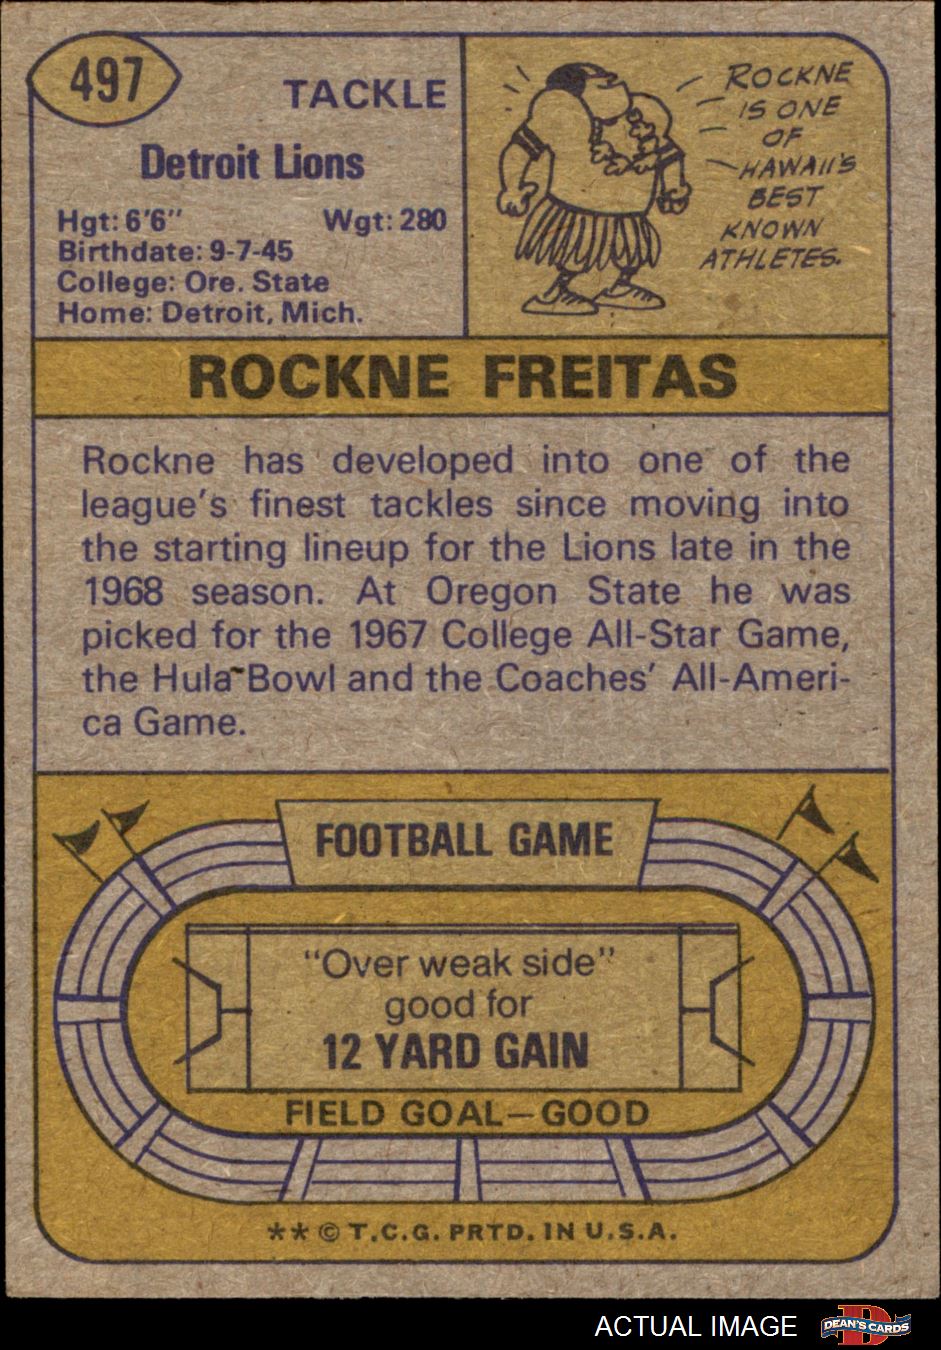 497
TACKLE
Detroit Lions
Hgt: 6'6" Wgt: 280
Birthdate: 9-7-45
College: Ore. State
Home: Detroit, Mich.
ROCKNE
IS ONE
OF
HAWAII'S
BEST
KNOWN
ATHLETES.
ROCKNE FREITAS
Rockne has developed into one of the
league's finest tackles since moving into
the starting lineup for the Lions late in the
1968 season. At Oregon State he was
picked for the 1967 College All-Star Game,
the Hula Bowl and the Coaches' All-Ameri-
ca Game.
FOOTBALL GAME
"Over weak side"
good for
12 YARD GAIN
FIELD GOAL—GOOD
** © T.C.G. PRTD. IN U.S.A.
ACTUAL IMAGE
D
DEAN'S CARDS